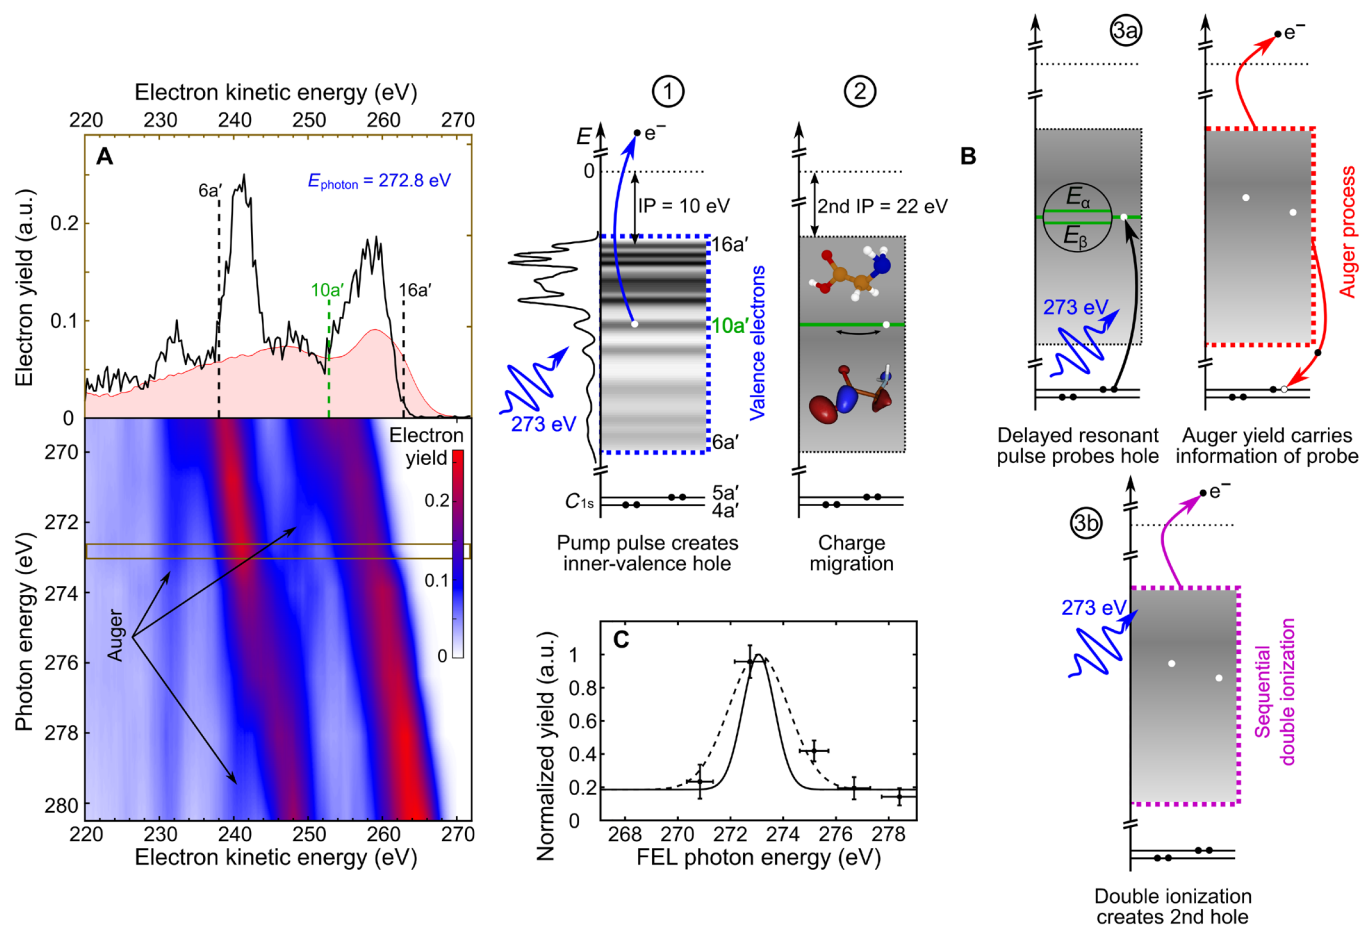 Electron kinetic energy (eV)
220 230 240 250 260 270
A
6a′
E_photon = 272.8 eV
10a′
16a′
Electron yield (a.u.)
0.2
0.1
0
Electron
yield
0.2
0.1
0
Auger
Photon energy (eV)
270
272
274
276
278
280
220 230 240 250 260 270
Electron kinetic energy (eV)
B
1
E
e−
0
IP = 10 eV
16a′
10a′
6a′
Valence electrons
273 eV
C1s
5a′
4a′
Pump pulse creates
inner-valence hole
2
2nd IP = 22 eV
Charge
migration
3a
Eα
Eβ
273 eV
Delayed resonant
pulse probes hole
e−
Auger process
Auger yield carries
information of probe
3b
e−
273 eV
Sequential
double ionization
Double ionization
creates 2nd hole
C
Normalized yield (a.u.)
1
0.8
0.6
0.4
0.2
0
268 270 272 274 276 278
FEL photon energy (eV)